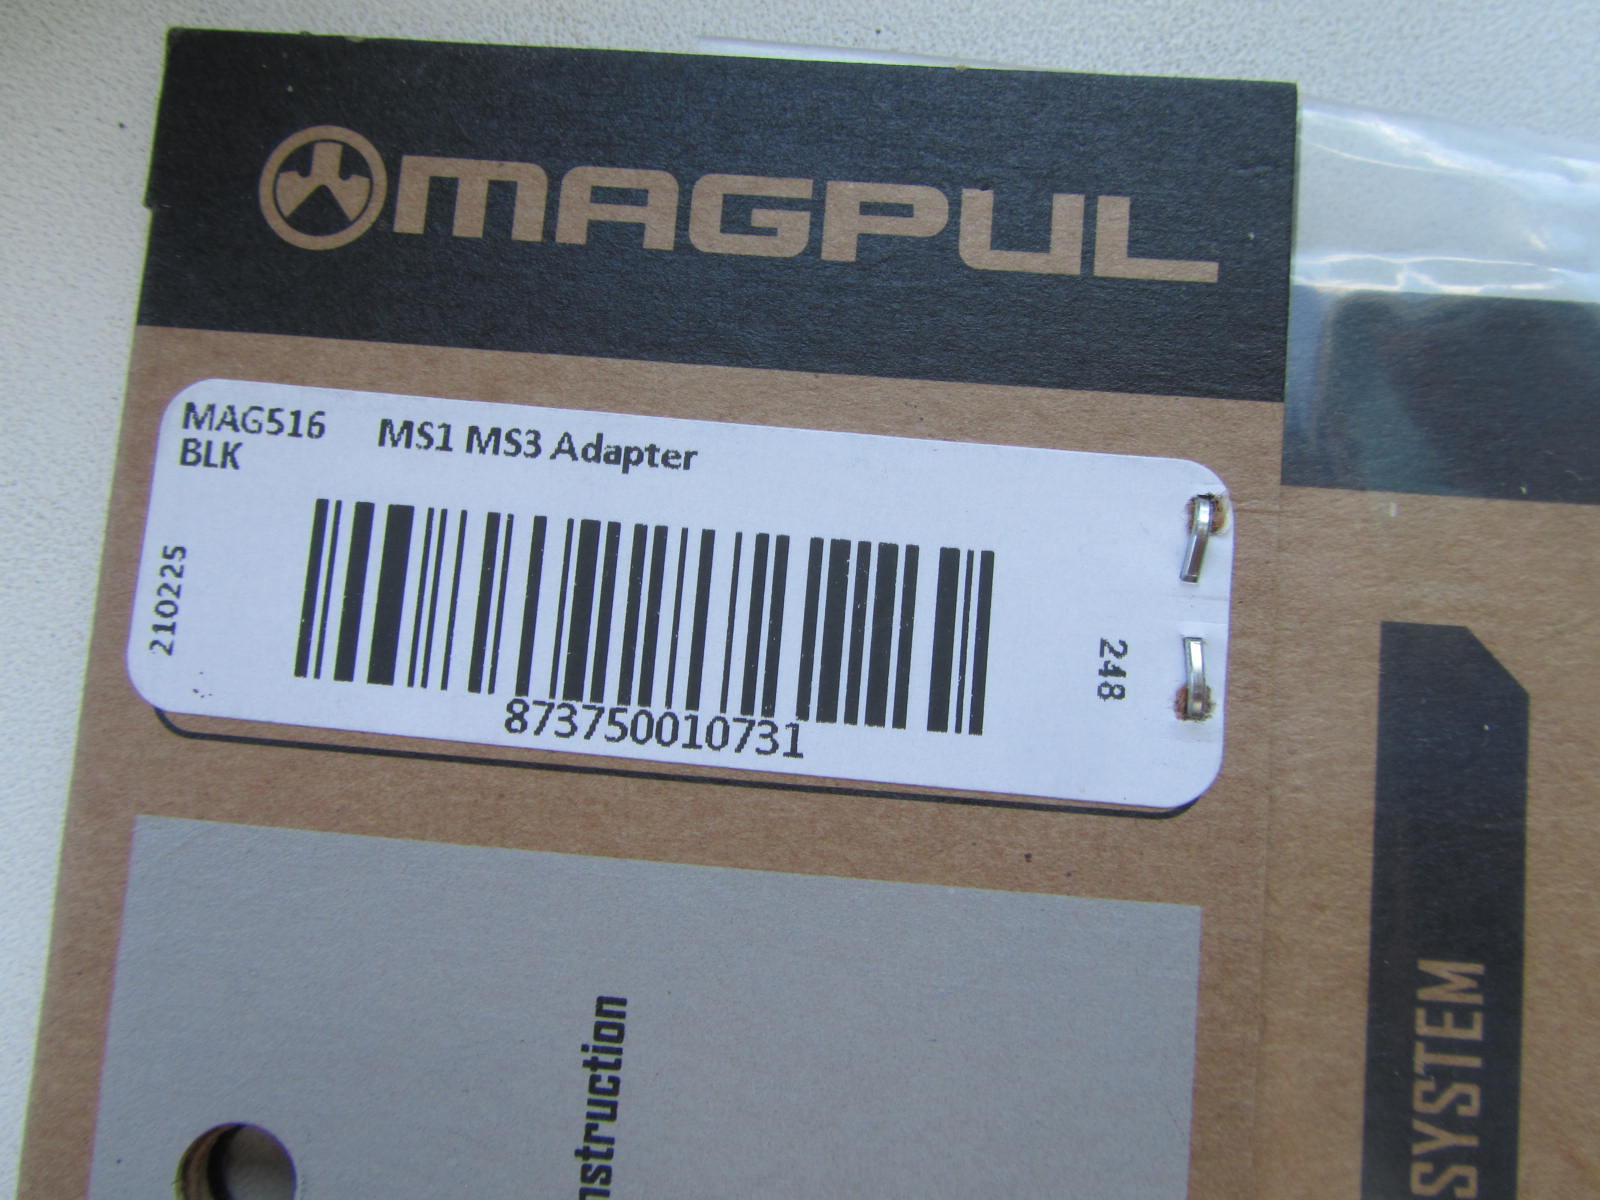 MAGPUL
MAG516 MS1 MS3 Adapter
BLK
210225
248
873750010731
nstruction
SYSTEM